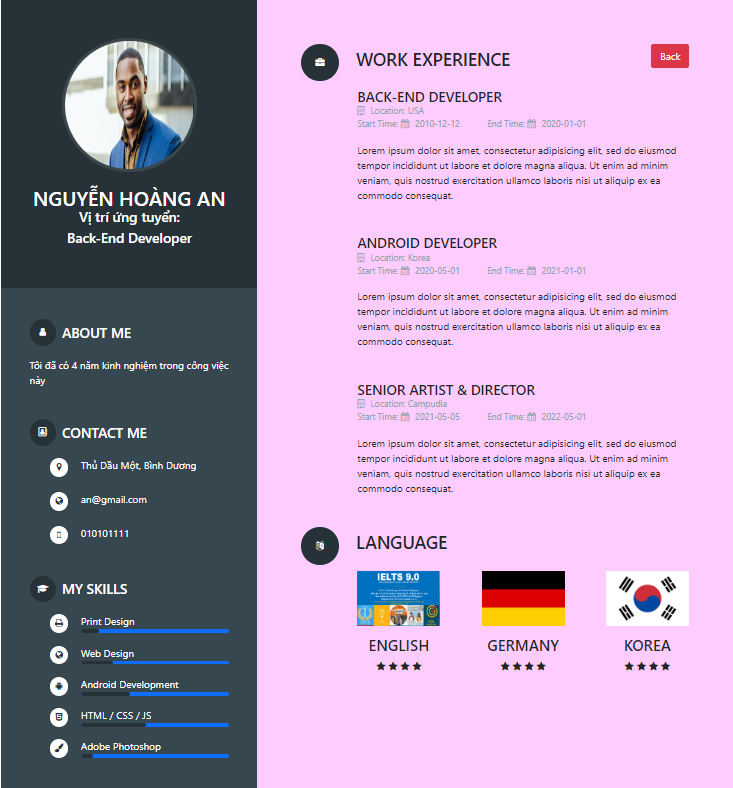 NGUYỄN HOÀNG AN
Vị trí ứng tuyển:
Back-End Developer
ABOUT ME
Tôi đã có 4 năm kinh nghiệm trong công việc
này
CONTACT ME
Thủ Dầu Một, Bình Dương
an@gmail.com
010101111
MY SKILLS
Print Design
Web Design
Android Development
HTML / CSS / JS
Adobe Photoshop
WORK EXPERIENCE
Back
BACK-END DEVELOPER
Location: USA
Start Time: 2010-12-12 End Time: 2020-01-01
Lorem ipsum dolor sit amet, consectetur adipisicing elit, sed do eiusmod
tempor incididunt ut labore et dolore magna aliqua. Ut enim ad minim
veniam, quis nostrud exercitation ullamco laboris nisi ut aliquip ex ea
commodo consequat.
ANDROID DEVELOPER
Location: Korea
Start Time: 2020-05-01 End Time: 2021-01-01
Lorem ipsum dolor sit amet, consectetur adipisicing elit, sed do eiusmod
tempor incididunt ut labore et dolore magna aliqua. Ut enim ad minim
veniam, quis nostrud exercitation ullamco laboris nisi ut aliquip ex ea
commodo consequat.
SENIOR ARTIST & DIRECTOR
Location: Campudia
Start Time: 2021-05-05 End Time: 2022-05-01
Lorem ipsum dolor sit amet, consectetur adipisicing elit, sed do eiusmod
tempor incididunt ut labore et dolore magna aliqua. Ut enim ad minim
veniam, quis nostrud exercitation ullamco laboris nisi ut aliquip ex ea
commodo consequat.
LANGUAGE
IELTS 9.0
ENGLISH
GERMANY
KOREA